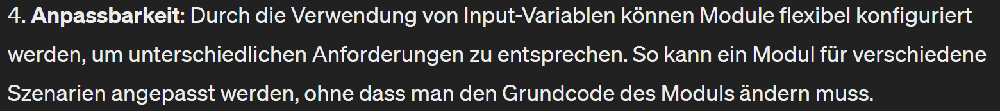 4. Anpassbarkeit: Durch die Verwendung von Input-Variablen können Module flexibel konfiguriert
werden, um unterschiedlichen Anforderungen zu entsprechen. So kann ein Modul für verschiedene
Szenarien angepasst werden, ohne dass man den Grundcode des Moduls ändern muss.